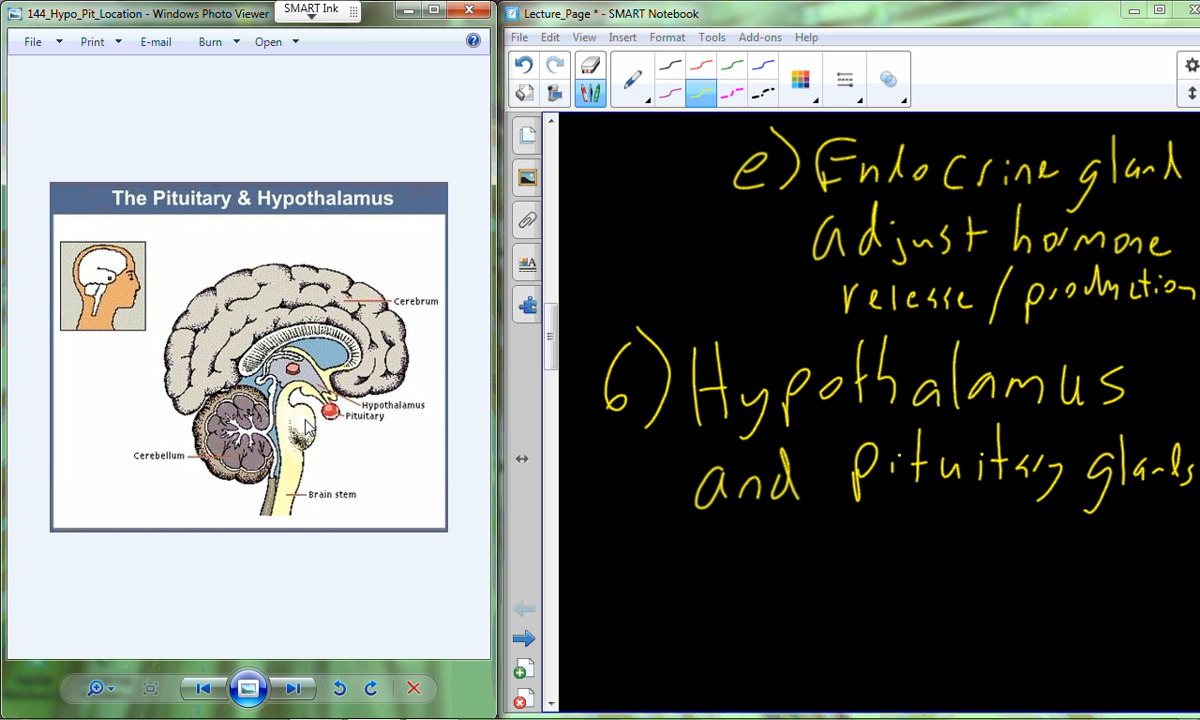 144_Hypo_Pit_Location - Windows Photo Viewer
SMART Ink
File Print E-mail Burn Open
The Pituitary & Hypothalamus
Cerebrum
Hypothalamus
Pituitary
Cerebellum
Brain stem
Lecture_Page * - SMART Notebook
File Edit View Insert Format Tools Add-ons Help
e) Endocrine gland
adjust hormone
release/production
6) Hypothalamus
and pituitary glands